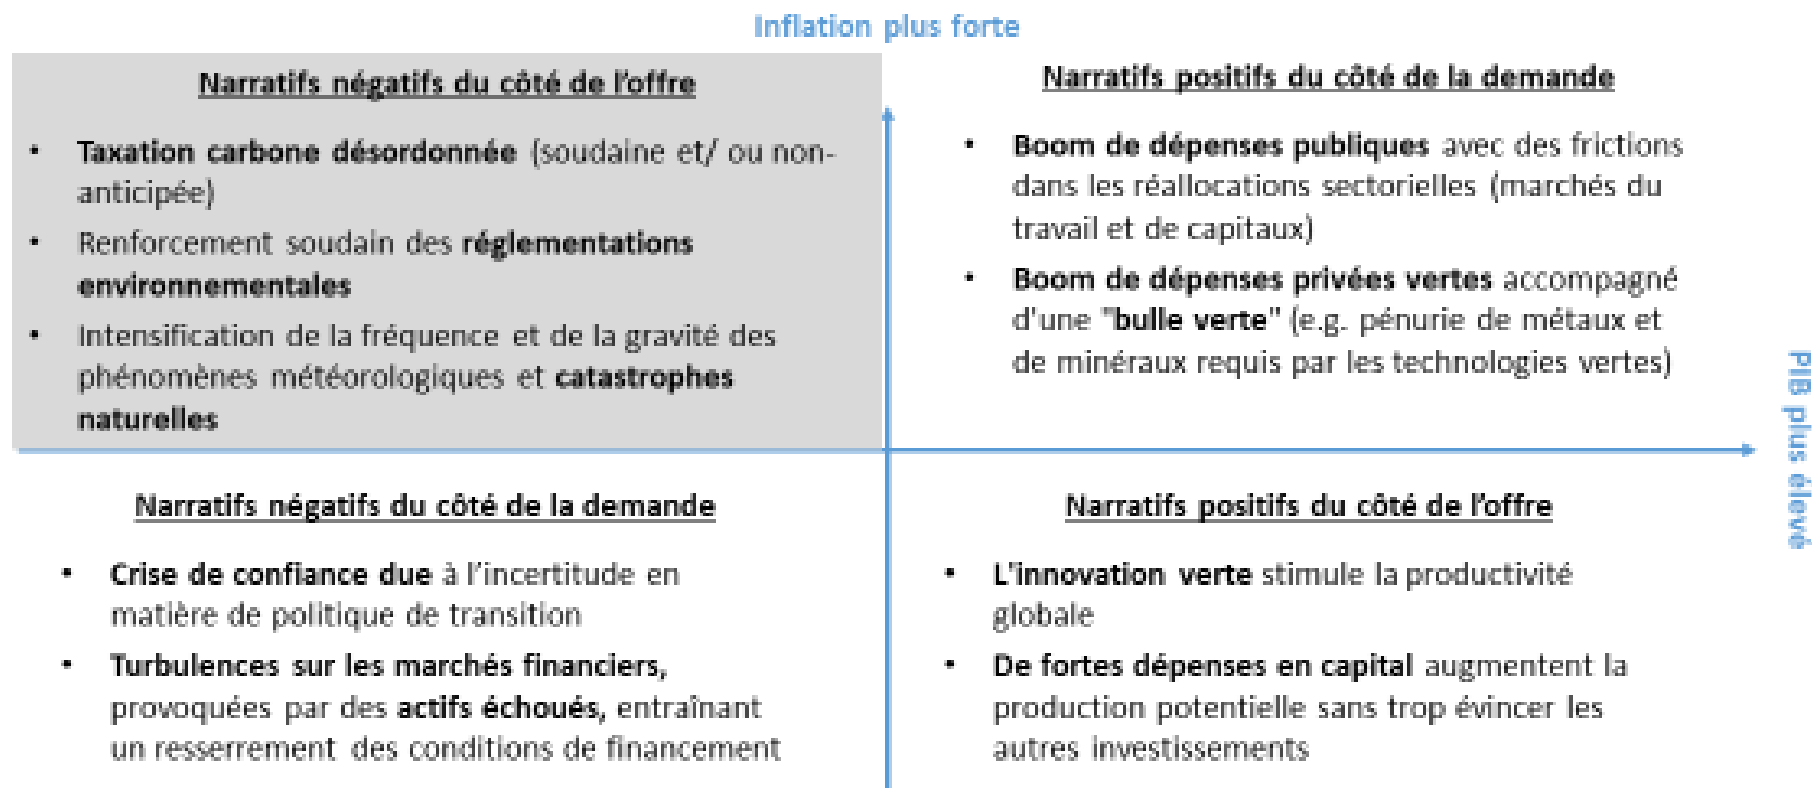 Inflation plus forte
Narratifs négatifs du côté de l'offre
• Taxation carbone désordonnée (soudaine et/ ou non-
anticipée)
• Renforcement soudain des réglementations
environnementales
• Intensification de la fréquence et de la gravité des
phénomènes météorologiques et catastrophes
naturelles
Narratifs positifs du côté de la demande
• Boom de dépenses publiques avec des frictions
dans les réallocations sectorielles (marchés du
travail et de capitaux)
• Boom de dépenses privées vertes accompagné
d'une "bulle verte" (e.g. pénurie de métaux et
de minéraux requis par les technologies vertes)
PIB plus élevé
Narratifs négatifs du côté de la demande
• Crise de confiance due à l'incertitude en
matière de politique de transition
• Turbulences sur les marchés financiers,
provoquées par des actifs échoués, entraînant
un resserrement des conditions de financement
Narratifs positifs du côté de l'offre
• L'innovation verte stimule la productivité
globale
• De fortes dépenses en capital augmentent la
production potentielle sans trop évincer les
autres investissements